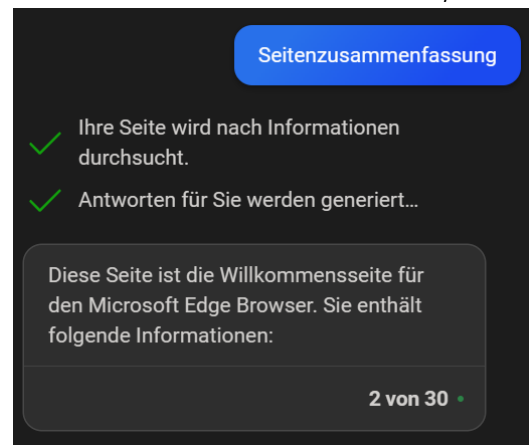 Seitenzusammenfassung
Ihre Seite wird nach Informationen
durchsucht.
Antworten für Sie werden generiert...
Diese Seite ist die Willkommensseite für
den Microsoft Edge Browser. Sie enthält
folgende Informationen:
2 von 30